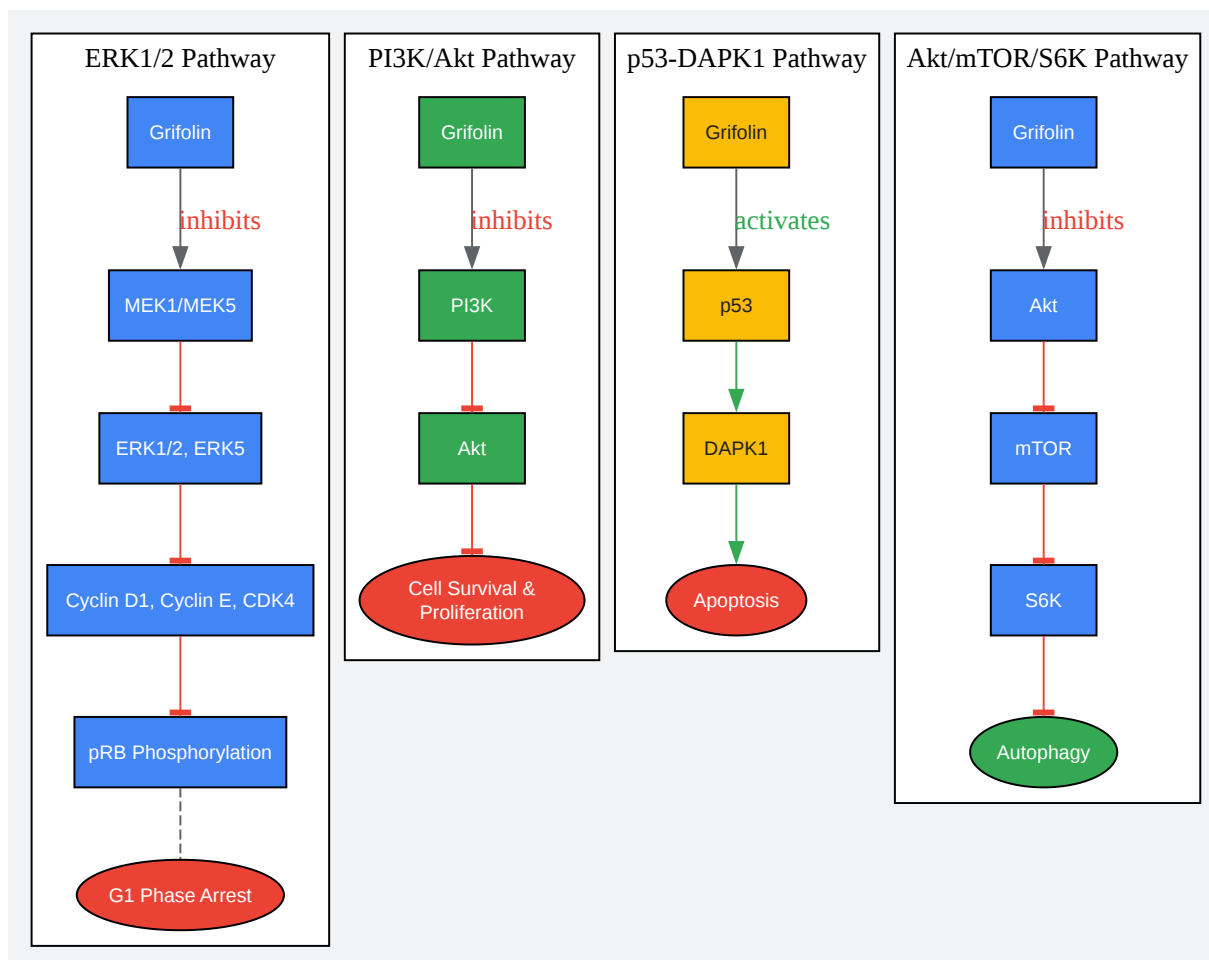 ERK1/2 Pathway
Grifolin
inhibits
MEK1/MEK5
ERK1/2, ERK5
Cyclin D1, Cyclin E, CDK4
pRB Phosphorylation
G1 Phase Arrest
PI3K/Akt Pathway
Grifolin
inhibits
PI3K
Akt
Cell Survival &
Proliferation
p53-DAPK1 Pathway
Grifolin
activates
p53
DAPK1
Apoptosis
Akt/mTOR/S6K Pathway
Grifolin
inhibits
Akt
mTOR
S6K
Autophagy